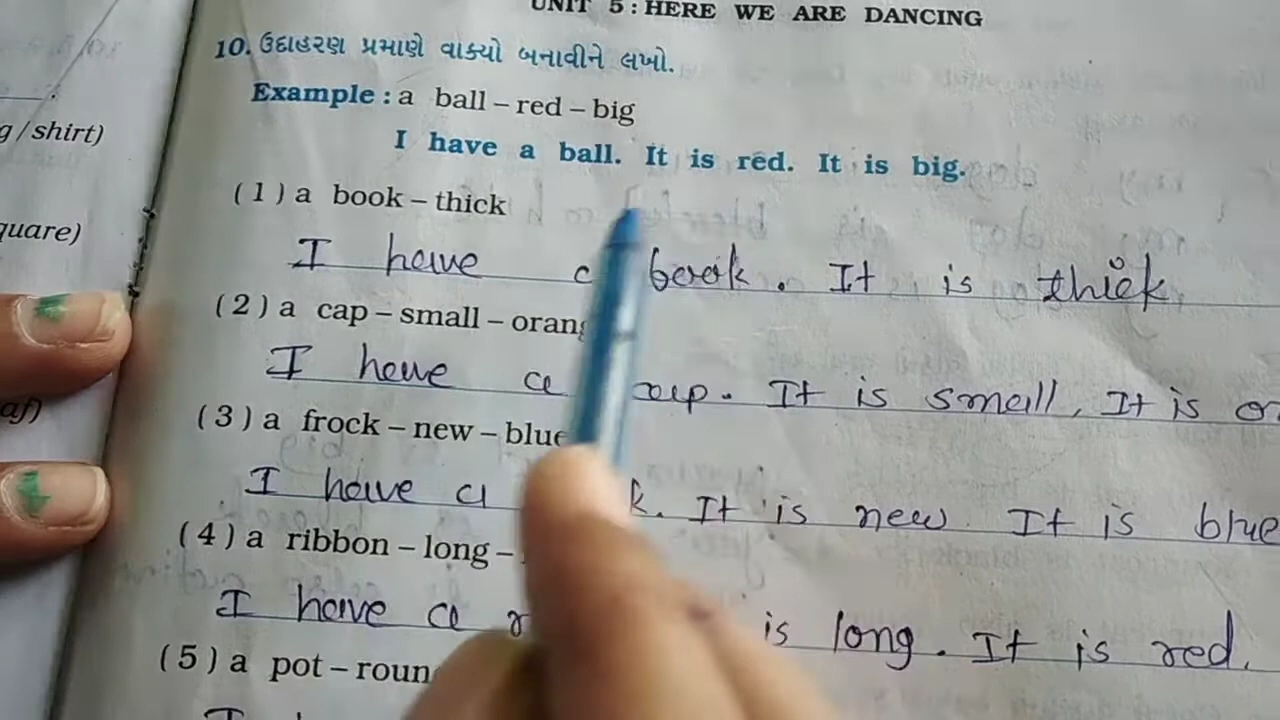 UNIT 5 : HERE WE ARE DANCING
10. ઉદાહરણ પ્રમાણે વાક્યો બનાવીને લખો.
Example : a ball – red – big
I have a ball. It is red. It is big.
g / shirt)
(1) a book – thick
quare)
I have a book. It is thick.
(2) a cap – small – orang
I have a cap. It is small. It is or
af)
(3) a frock – new – blue
I have a k. It is new. It is blue
(4) a ribbon – long –
I have a r is long. It is red.
(5) a pot – roun
I